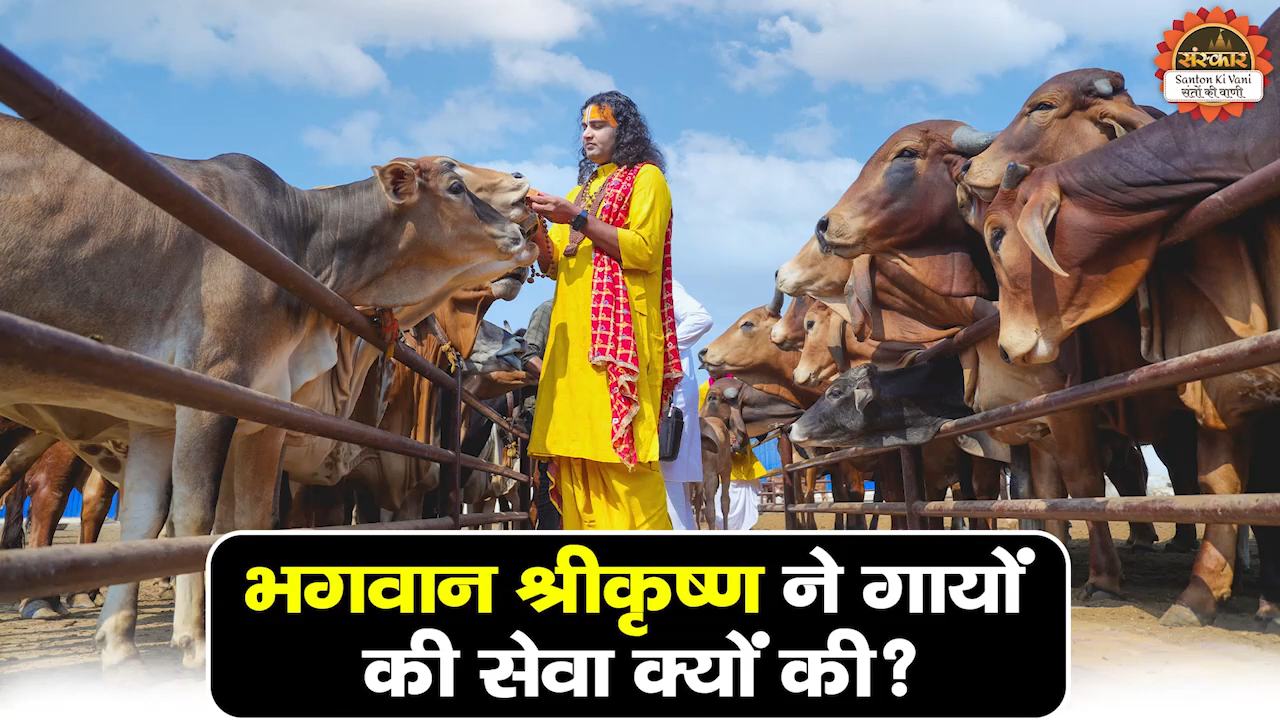 संस्कार
Santon Ki Vani
संतों की वाणी
भगवान श्रीकृष्ण ने गायों
की सेवा क्यों की?